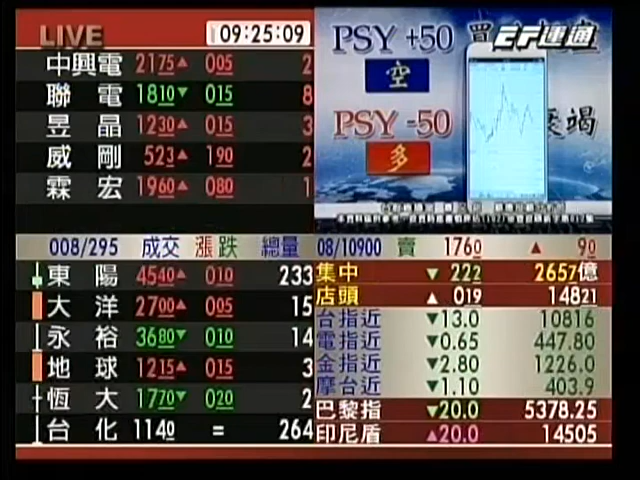 LIVE 09:25:09
中興電 2175▲ 005 2
聯電 1810▼ 015 8
昱晶 1230▲ 015 3
威剛 523▲ 190 2
霖宏 1960▲ 080 1
PSY +50 買
空
PSY -50 竭
多
008/295 成交 漲跌 總量
東陽 4540▲ 010 233
大洋 2700▲ 005 15
永裕 3680▼ 010 14
地球 1215▲ 015 3
恆大 1770▼ 020 2
台化 1140 = 264
08/10900 賣 1760 ▲ 90
集中 ▼ 222 2657億
店頭 ▲ 019 14821
台指近 ▼13.0 10816
電指近 ▼0.65 447.80
金指近 ▼2.80 1226.0
摩台近 ▼1.10 403.9
巴黎指 ▼20.0 5378.25
印尼盾 ▲20.0 14505